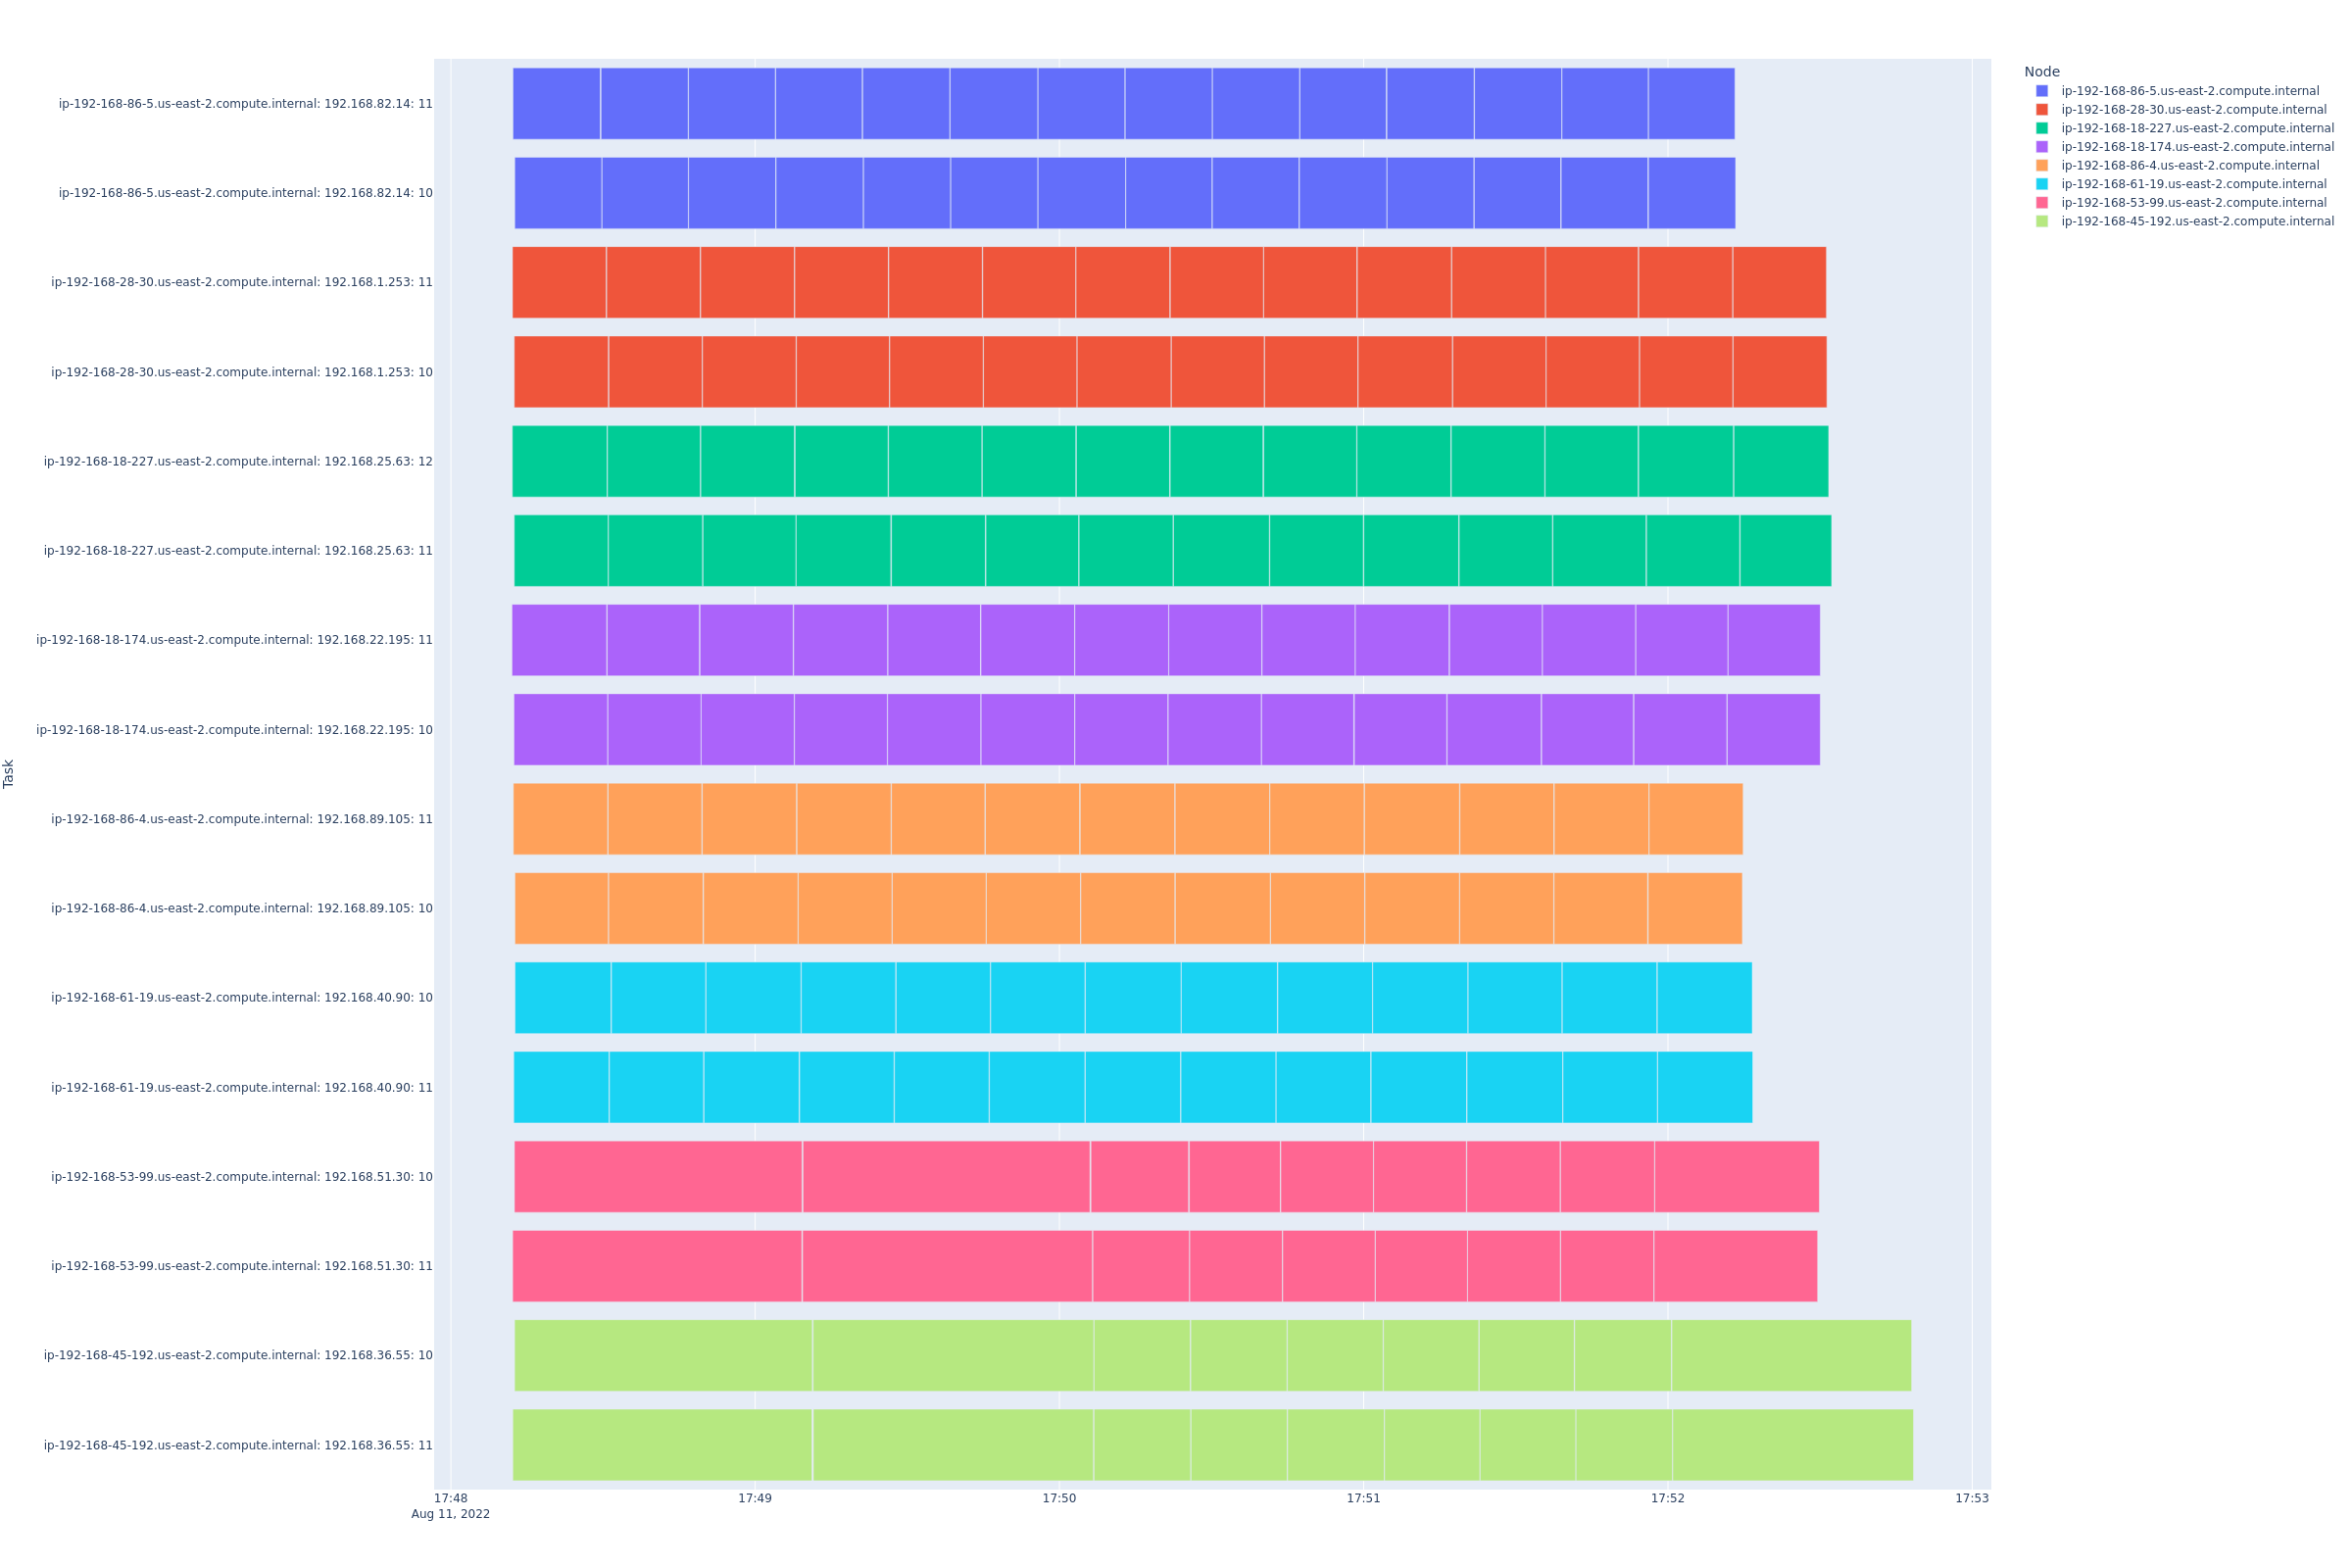 Node
ip-192-168-86-5.us-east-2.compute.internal
ip-192-168-28-30.us-east-2.compute.internal
ip-192-168-18-227.us-east-2.compute.internal
ip-192-168-18-174.us-east-2.compute.internal
ip-192-168-86-4.us-east-2.compute.internal
ip-192-168-61-19.us-east-2.compute.internal
ip-192-168-53-99.us-east-2.compute.internal
ip-192-168-45-192.us-east-2.compute.internal
Task
ip-192-168-86-5.us-east-2.compute.internal: 192.168.82.14: 11
ip-192-168-86-5.us-east-2.compute.internal: 192.168.82.14: 10
ip-192-168-28-30.us-east-2.compute.internal: 192.168.1.253: 11
ip-192-168-28-30.us-east-2.compute.internal: 192.168.1.253: 10
ip-192-168-18-227.us-east-2.compute.internal: 192.168.25.63: 12
ip-192-168-18-227.us-east-2.compute.internal: 192.168.25.63: 11
ip-192-168-18-174.us-east-2.compute.internal: 192.168.22.195: 11
ip-192-168-18-174.us-east-2.compute.internal: 192.168.22.195: 10
ip-192-168-86-4.us-east-2.compute.internal: 192.168.89.105: 11
ip-192-168-86-4.us-east-2.compute.internal: 192.168.89.105: 10
ip-192-168-61-19.us-east-2.compute.internal: 192.168.40.90: 10
ip-192-168-61-19.us-east-2.compute.internal: 192.168.40.90: 11
ip-192-168-53-99.us-east-2.compute.internal: 192.168.51.30: 10
ip-192-168-53-99.us-east-2.compute.internal: 192.168.51.30: 11
ip-192-168-45-192.us-east-2.compute.internal: 192.168.36.55: 10
ip-192-168-45-192.us-east-2.compute.internal: 192.168.36.55: 11
17:48 17:49 17:50 17:51 17:52 17:53
Aug 11, 2022